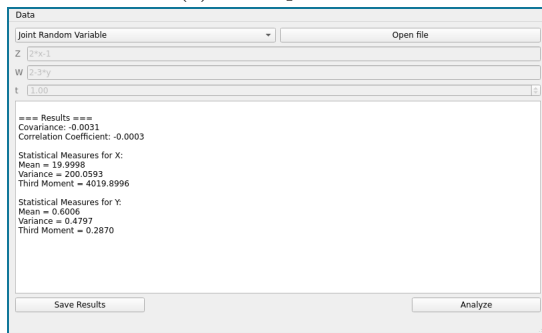 Data
Joint Random Variable
Open file
Z 2*x-1
W 2-3*y
t 1.00
=== Results ===
Covariance: -0.0031
Correlation Coefficient: -0.0003
Statistical Measures for X:
Mean = 19.9998
Variance = 200.0593
Third Moment = 4019.8996
Statistical Measures for Y:
Mean = 0.6006
Variance = 0.4797
Third Moment = 0.2870
Save Results
Analyze